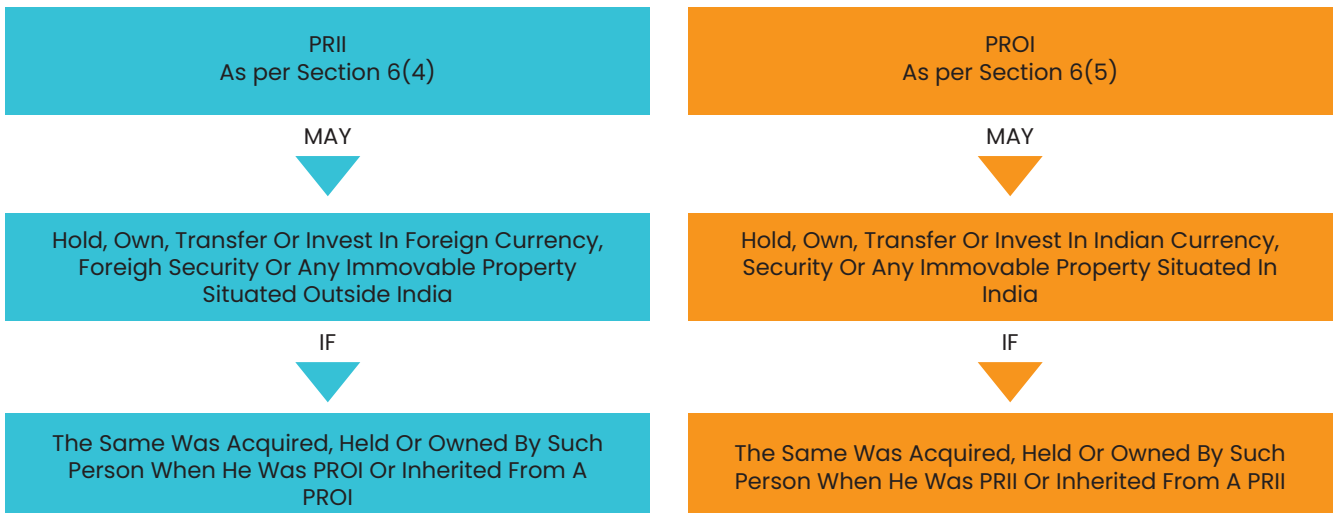 PRII
As per Section 6(4)
MAY
Hold, Own, Transfer Or Invest In Foreign Currency,
Foreigh Security Or Any Immovable Property
Situated Outside India
IF
The Same Was Acquired, Held Or Owned By Such
Person When He Was PROI Or Inherited From A
PROI
PROI
As per Section 6(5)
MAY
Hold, Own, Transfer Or Invest In Indian Currency,
Security Or Any Immovable Property Situated In
India
IF
The Same Was Acquired, Held Or Owned By Such
Person When He Was PRII Or Inherited From A PRII